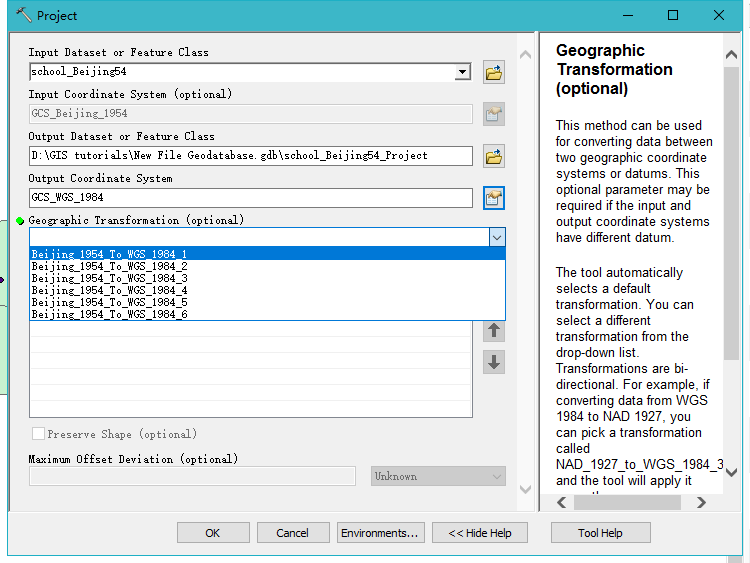 Project
Input Dataset or Feature Class
school_Beijing54
Input Coordinate System (optional)
GCS_Beijing_1954
Output Dataset or Feature Class
D:\GIS tutorials\New File Geodatabase.gdb\school_Beijing54_Project
Output Coordinate System
GCS_WGS_1984
Geographic Transformation (optional)
Beijing_1954_To_WGS_1984_1
Beijing_1954_To_WGS_1984_2
Beijing_1954_To_WGS_1984_3
Beijing_1954_To_WGS_1984_4
Beijing_1954_To_WGS_1984_5
Beijing_1954_To_WGS_1984_6
Preserve Shape (optional)
Maximum Offset Deviation (optional)
Unknown
OK
Cancel
Environments...
<< Hide Help
Tool Help
Geographic
Transformation
(optional)
This method can be used
for converting data between
two geographic coordinate
systems or datums. This
optional parameter may be
required if the input and
output coordinate systems
have different datum.
The tool automatically
selects a default
transformation. You can
select a different
transformation from the
drop-down list.
Transformations are bi-
directional. For example, if
converting data from WGS
1984 to NAD 1927, you
can pick a transformation
called
NAD_1927_to_WGS_1984_3
and the tool will apply it